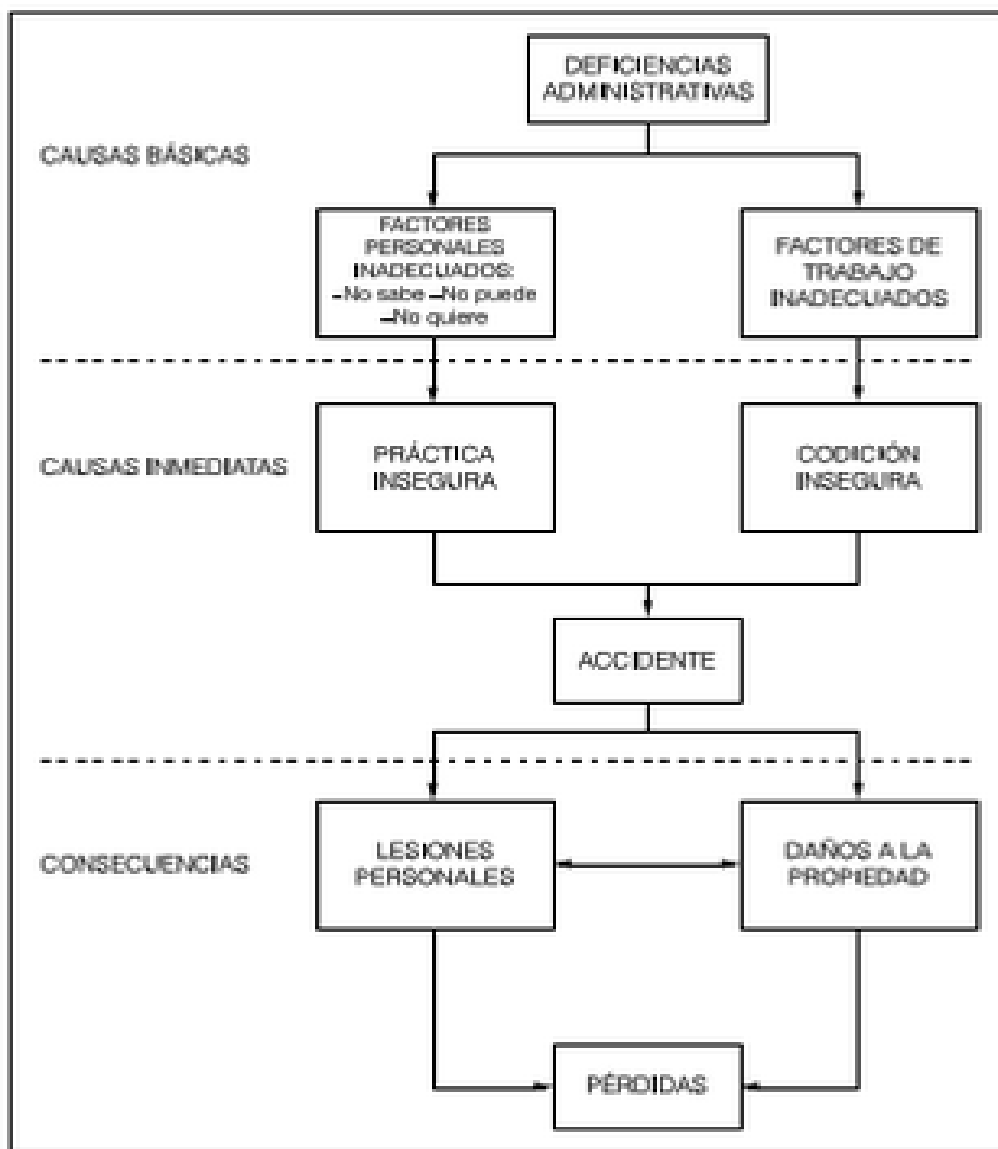 DEFICIENCIAS
ADMINISTRATIVAS
CAUSAS BÁSICAS
FACTORES
PERSONALES
INADECUADOS:
–No sabe –No puede
–No quiere
FACTORES DE
TRABAJO
INADECUADOS
CAUSAS INMEDIATAS
PRÁCTICA
INSEGURA
CODICIÓN
INSEGURA
ACCIDENTE
CONSECUENCIAS
LESIONES
PERSONALES
DAÑOS A LA
PROPIEDAD
PÉRDIDAS